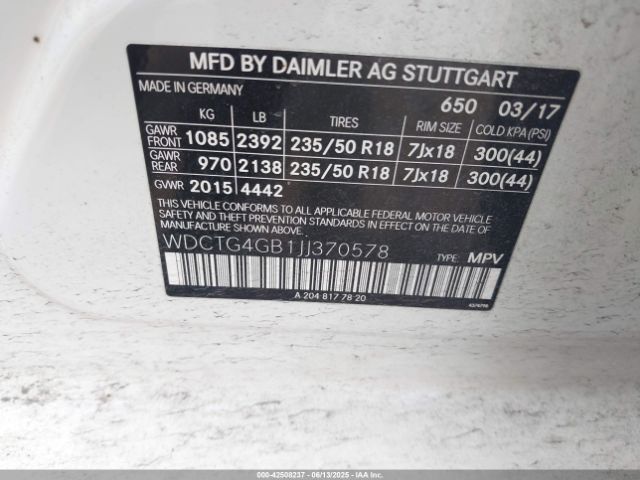 MFD BY DAIMLER AG STUTTGART
MADE IN GERMANY
650 03/17
KG LB TIRES RIM SIZE COLD KPA (PSI)
GAWR FRONT 1085 2392 235/50 R18 7Jx18 300(44)
GAWR REAR 970 2138 235/50 R18 7Jx18 300(44)
GVWR 2015 4442
THIS VEHICLE CONFORMS TO ALL APPLICABLE FEDERAL MOTOR VEHICLE
SAFETY AND THEFT PREVENTION STANDARDS IN EFFECT ON THE DATE OF
MANUFACTURE SHOWN ABOVE.
WDCTG4GB1JJ370578 TYPE: MPV
A 204 817 78 20
000-42508237 - 06/13/2025 - COPYRIGHT IAA, LLC.